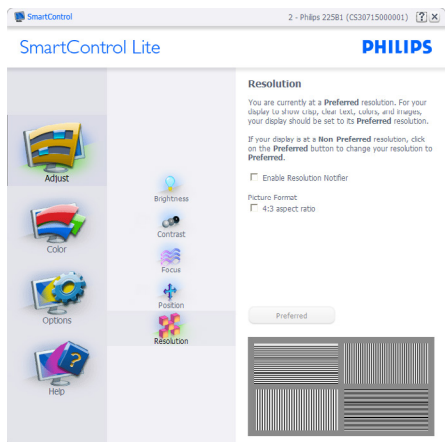 SmartControl
2 - Philips 225B1 (CS30715000001)
SmartControl Lite
PHILIPS
Resolution
You are currently at a Preferred resolution. For your
display to show crisp, clear text, colors, and images,
your display should be set to its Preferred resolution.
If your display is at a Non Preferred resolution, click
on the Preferred button to change your resolution to
Preferred.
Enable Resolution Notifier
Picture Format
4:3 aspect ratio
Preferred
Adjust
Color
Options
Help
Brightness
Contrast
Focus
Position
Resolution